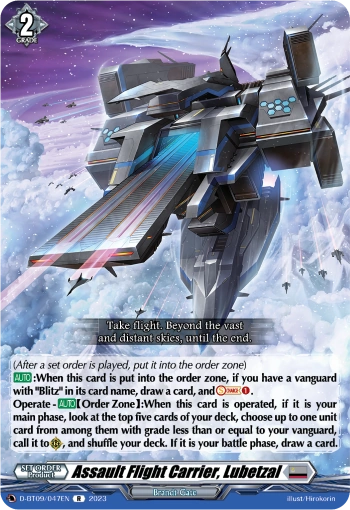 2
GRADE
Take flight. Beyond the vast
and distant skies, until the end.
(After a set order is played, put it into the order zone)
AUTO:When this card is put into the order zone, if you have a vanguard
with "Blitz" in its card name, draw a card, and CHARGE 1.
Operate - AUTO【Order Zone】:When this card is operated, if it is your
main phase, look at the top five cards of your deck, choose up to one unit
card from among them with grade less than or equal to your vanguard,
call it to R, and shuffle your deck. If it is your battle phase, draw a card.
SET ORDER
Product
Assault Flight Carrier, Lubetzal
Brandt Gate
D-BT09/047EN R 2023
illust/Hirokorin